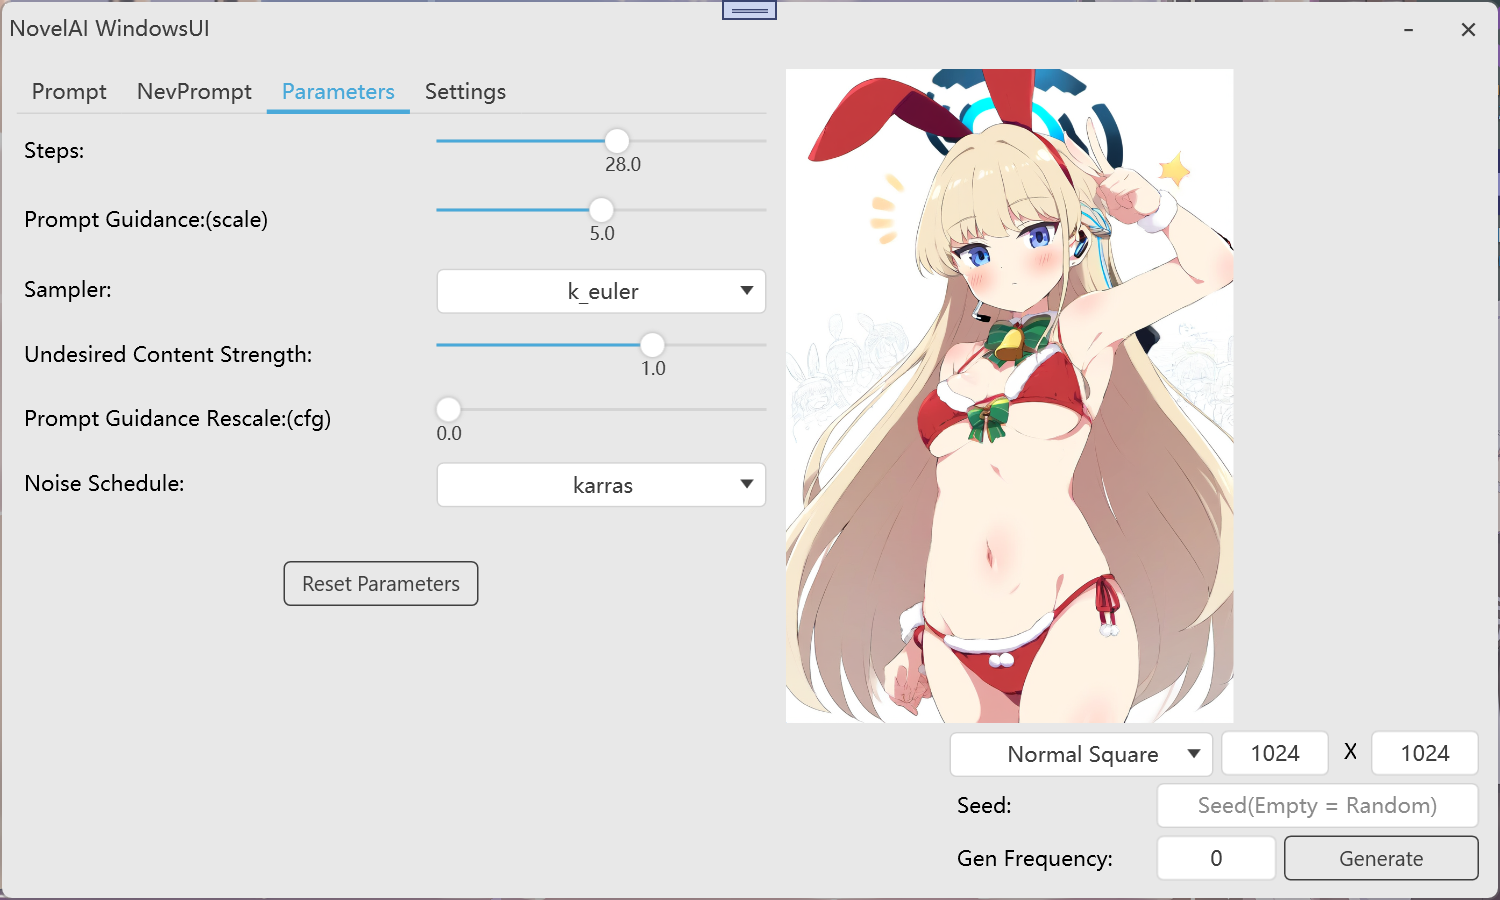 NovelAI WindowsUI
Prompt NevPrompt Parameters Settings
Steps:
28.0
Prompt Guidance:(scale)
5.0
Sampler:
k_euler
Undesired Content Strength:
1.0
Prompt Guidance Rescale:(cfg)
0.0
Noise Schedule:
karras
Reset Parameters
Normal Square 1024 X 1024
Seed: Seed(Empty = Random)
Gen Frequency: 0 Generate